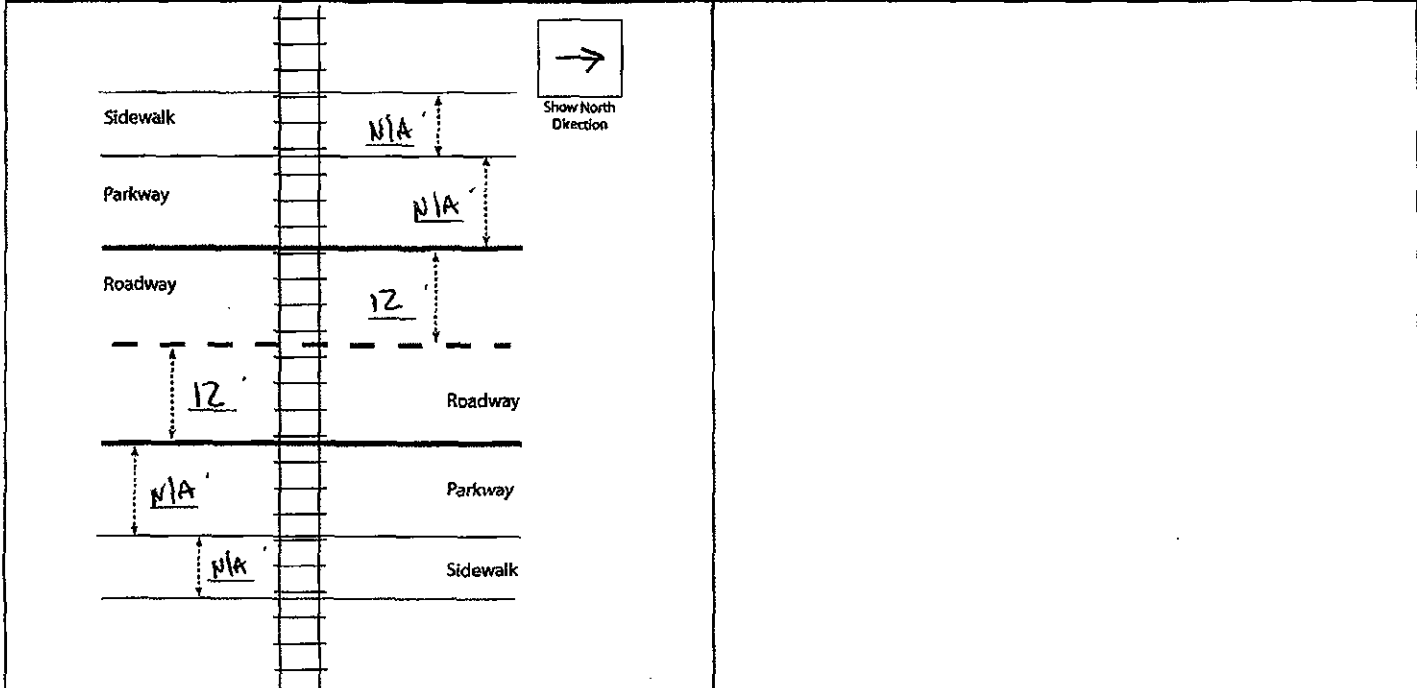 →
Show North
Direction
Sidewalk
N/A '
Parkway
N/A '
Roadway
12 '
12 '
Roadway
N/A '
Parkway
N/A '
Sidewalk